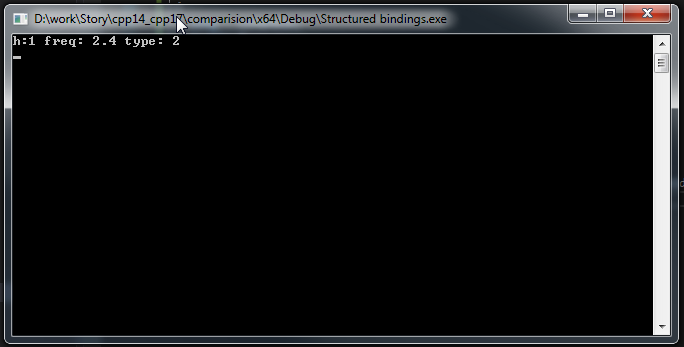 D:\work\Story\cpp14_cpp17\comparision\x64\Debug\Structured bindings.exe
h:1 freq: 2.4 type: 2